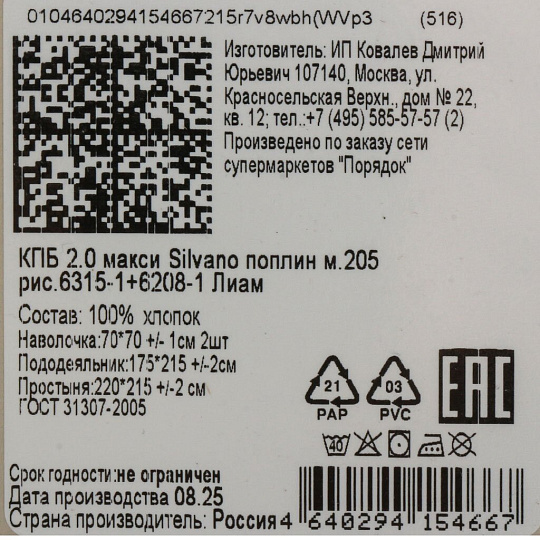 0104640294154667215r7v8wbh(WVp3 (516)
Изготовитель: ИП Ковалев Дмитрий
Юрьевич 107140, Москва, ул.
Красносельская Верхн., дом № 22,
кв. 12; тел.:+7 (495) 585-57-57 (2)
Произведено по заказу сети
супермаркетов "Порядок"
КПБ 2.0 макси Silvano поплин м.205
рис.6315-1+6208-1 Лиам
Состав: 100% хлопок
Наволочка:70*70 +/- 1см 2шт
Пододеяльник:175*215 +/-2см
Простыня:220*215 +/-2 см
ГОСТ 31307-2005
21 03
PAP PVC
EAC
40
Срок годности:не ограничен
Дата производства 08.25
Страна производитель: Россия
4 640294 154667